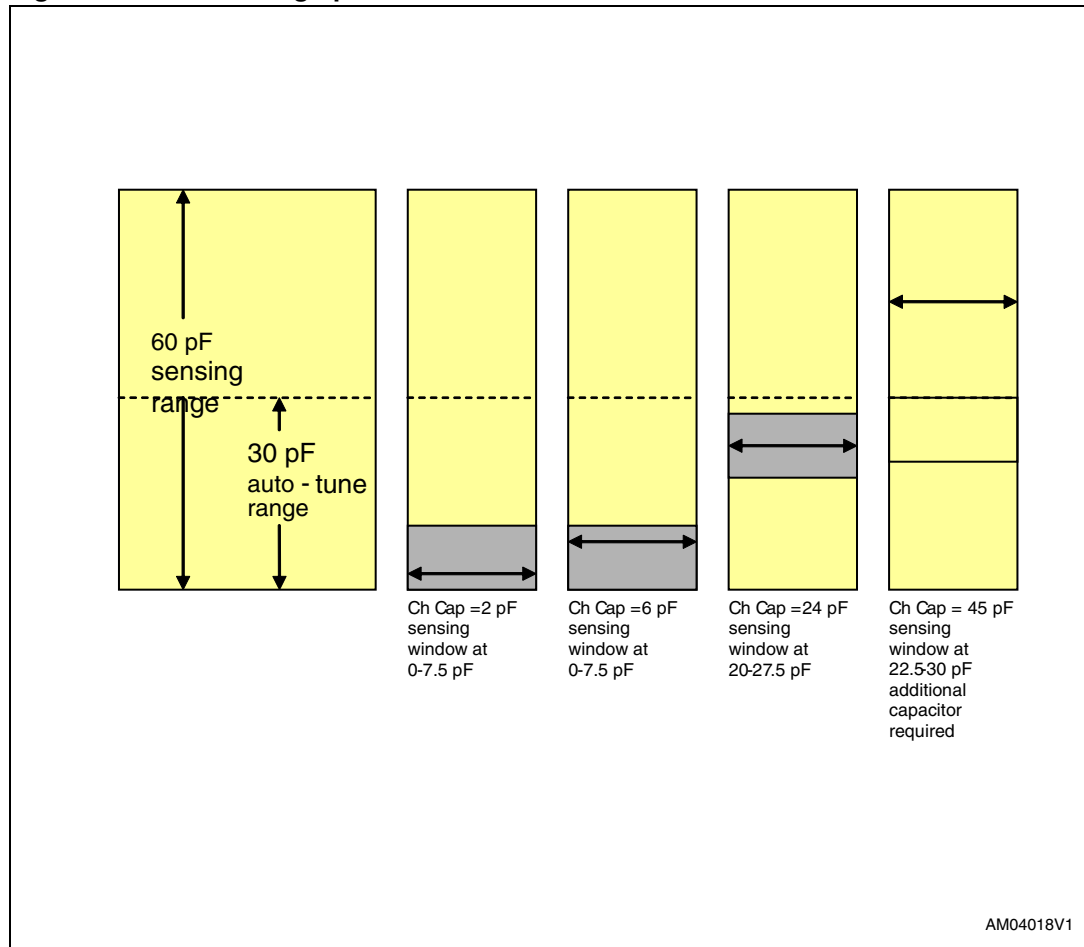 60 pF
sensing
range
30 pF
auto - tune
range
Ch Cap =2 pF
sensing
window at
0-7.5 pF
Ch Cap =6 pF
sensing
window at
0-7.5 pF
Ch Cap =24 pF
sensing
window at
20-27.5 pF
Ch Cap = 45 pF
sensing
window at
22.5-30 pF
additional
capacitor
required
AM04018V1